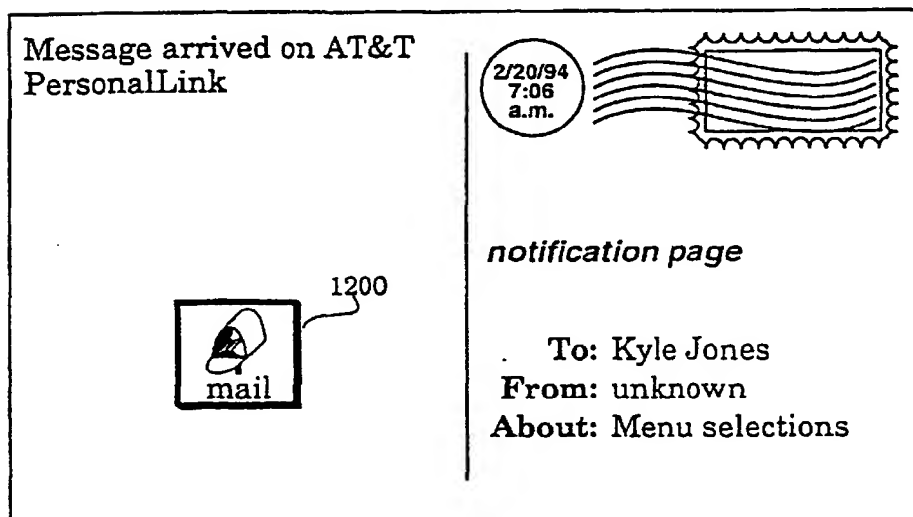 Message arrived on AT&T
PersonalLink
2/20/94
7:06
a.m.
notification page
1200
mail
To: Kyle Jones
From: unknown
About: Menu selections